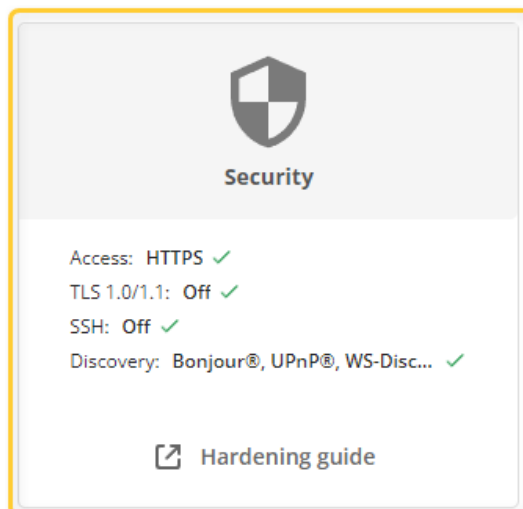 Security
Access: HTTPS
TLS 1.0/1.1: Off
SSH: Off
Discovery: Bonjour®, UPnP®, WS-Disc...
Hardening guide